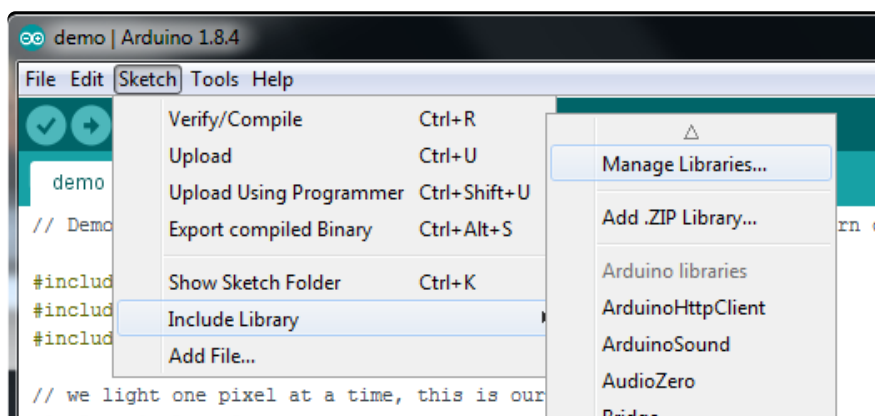 demo | Arduino 1.8.4
File Edit Sketch Tools Help
demo
Verify/Compile Ctrl+R
Upload Ctrl+U
Upload Using Programmer Ctrl+Shift+U
Export compiled Binary Ctrl+Alt+S
Show Sketch Folder Ctrl+K
Include Library
Add File...
Manage Libraries...
Add .ZIP Library...
Arduino libraries
ArduinoHttpClient
ArduinoSound
AudioZero
Bridge
// Demo
#includ
#includ
#includ
// we light one pixel at a time, this is our